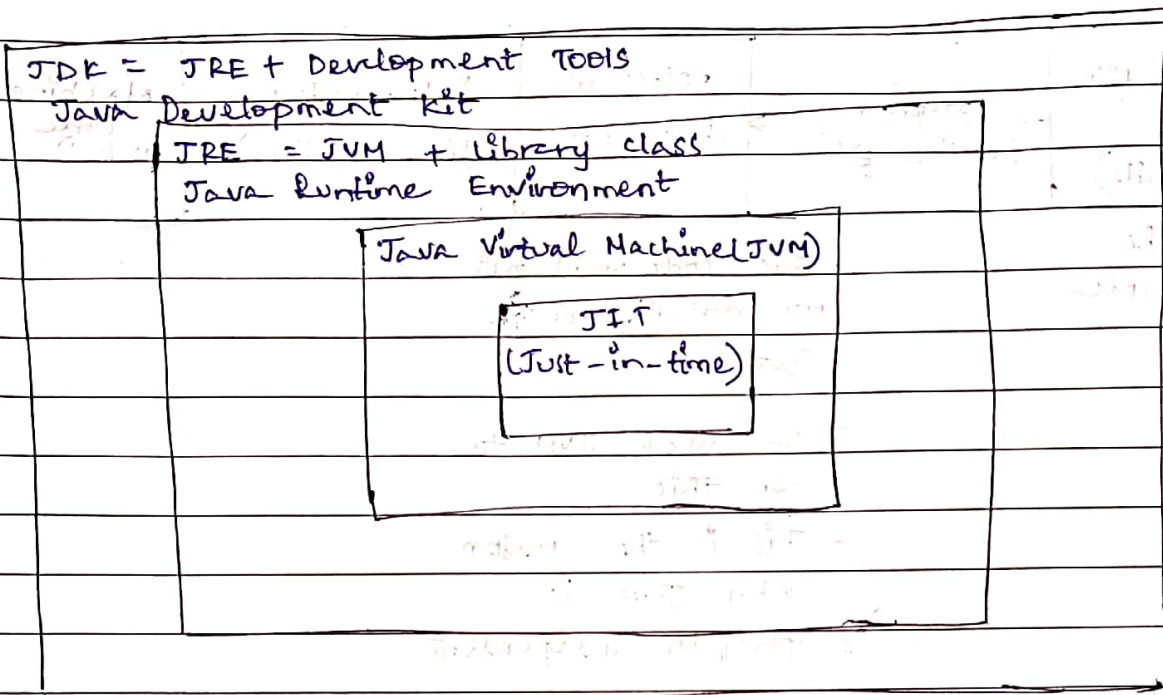 JDK = JRE + Development Tools
Java Development kit
JRE = JVM + Library class
Java Runtime Environment
Java Virtual Machine (JVM)
JI.T
(Just-in-time)